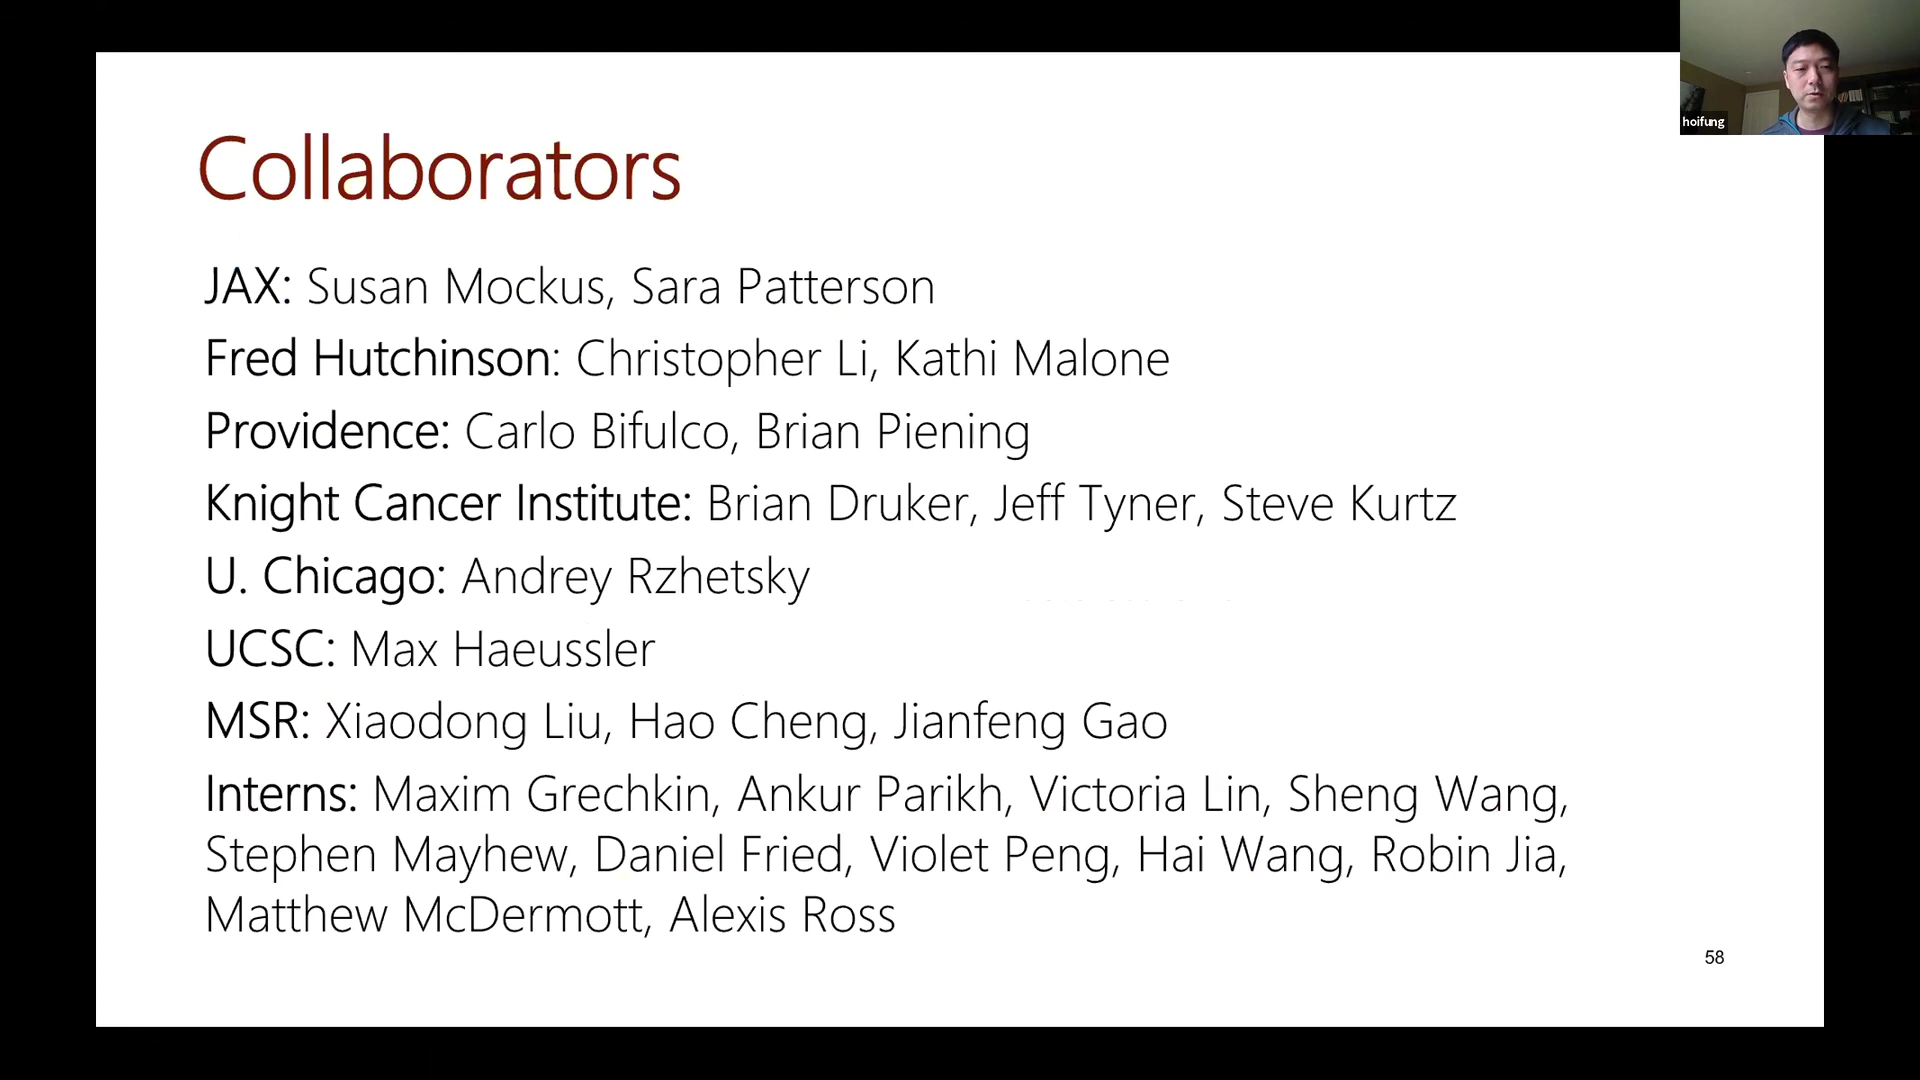 hoifung
Collaborators
JAX: Susan Mockus, Sara Patterson
Fred Hutchinson: Christopher Li, Kathi Malone
Providence: Carlo Bifulco, Brian Piening
Knight Cancer Institute: Brian Druker, Jeff Tyner, Steve Kurtz
U. Chicago: Andrey Rzhetsky
UCSC: Max Haeussler
MSR: Xiaodong Liu, Hao Cheng, Jianfeng Gao
Interns: Maxim Grechkin, Ankur Parikh, Victoria Lin, Sheng Wang,
Stephen Mayhew, Daniel Fried, Violet Peng, Hai Wang, Robin Jia,
Matthew McDermott, Alexis Ross
58